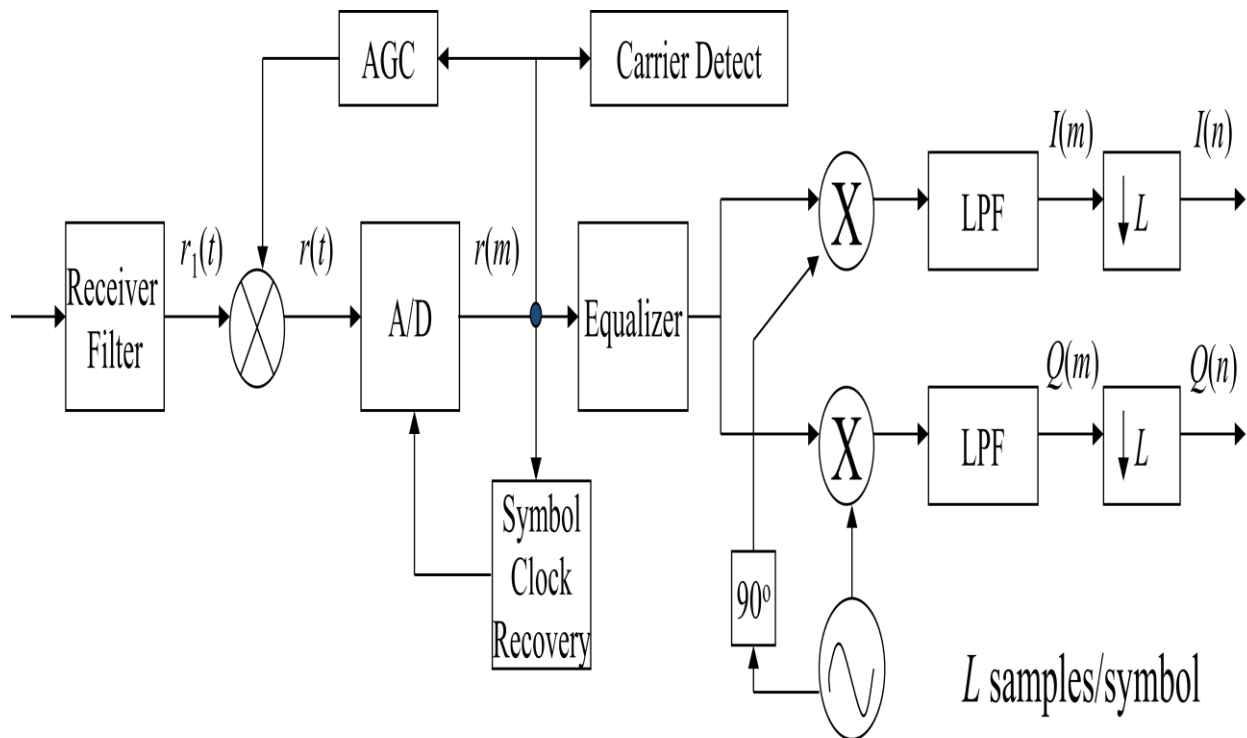 AGC
Carrier Detect
I(m)
I(n)
X
LPF
↓ L
Receiver
Filter
r₁(t)
r(t)
A/D
r(m)
Equalizer
Q(m)
Q(n)
X
LPF
↓ L
Symbol
Clock
Recovery
90°
L samples/symbol